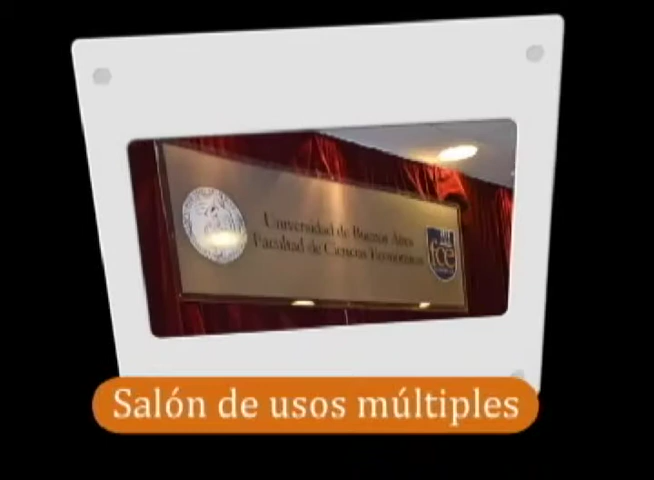 Universidad de Buenos Aires
Facultad de Ciencias Económicas
fce
Salón de usos múltiples